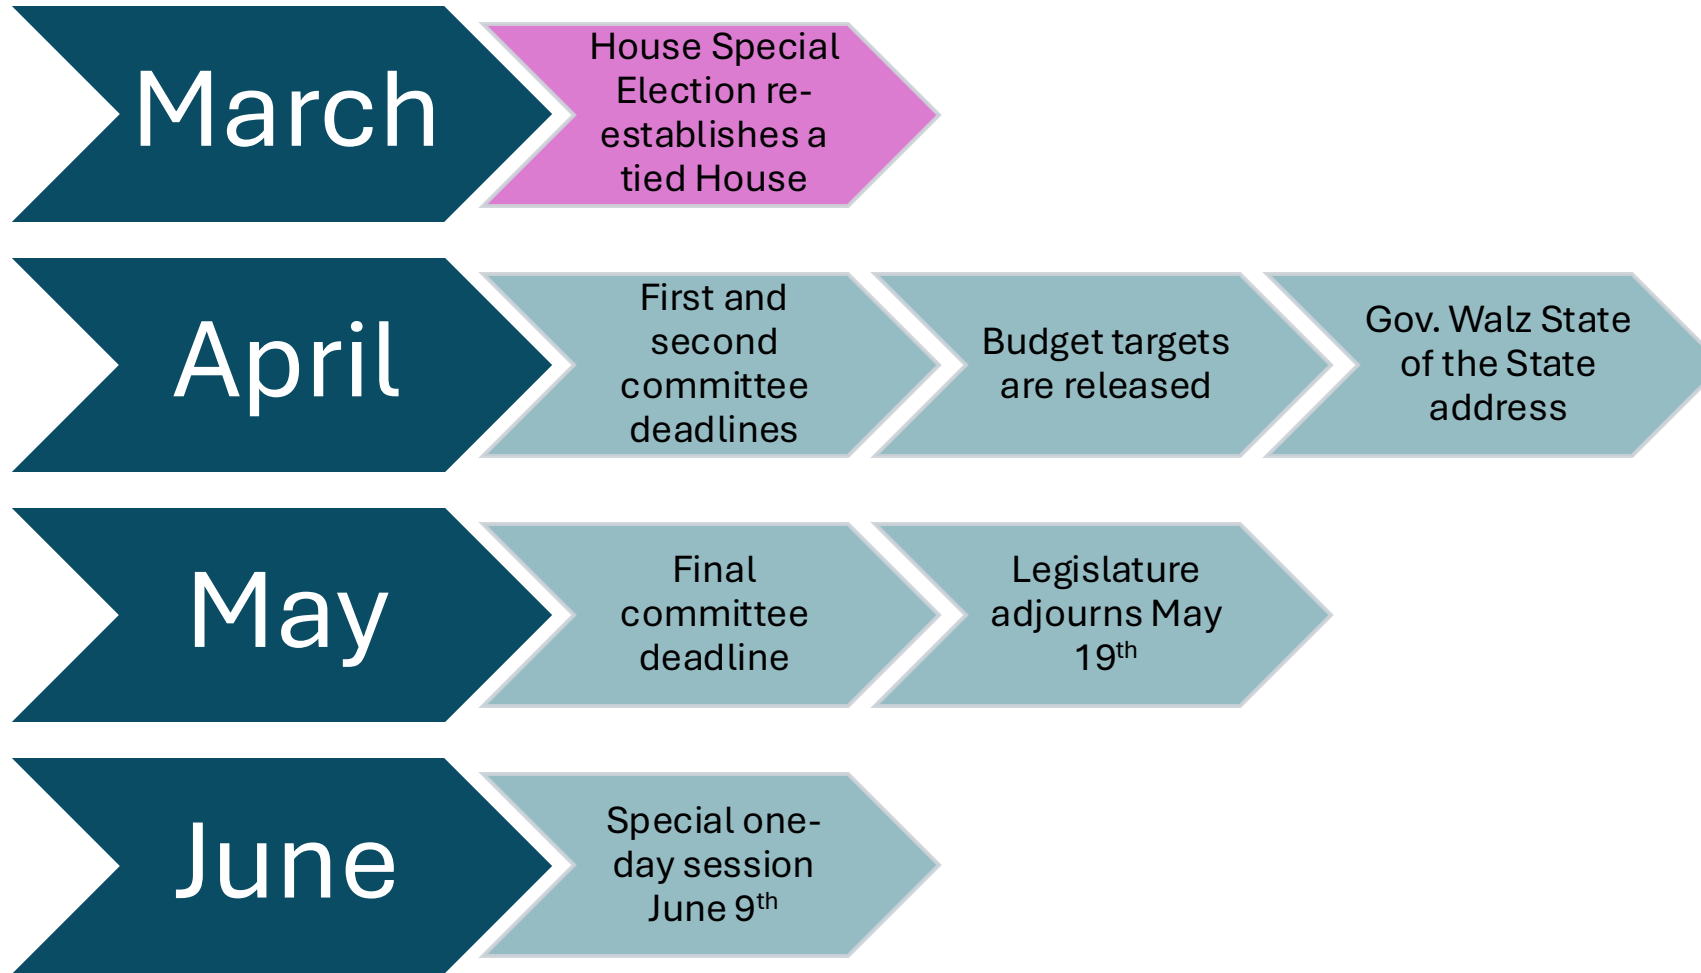 March
House Special
Election re-
establishes a
tied House
April
First and
second
committee
deadlines
Budget targets
are released
Gov. Walz State
of the State
address
May
Final
committee
deadline
Legislature
adjourns May
19th
June
Special one-
day session
June 9th